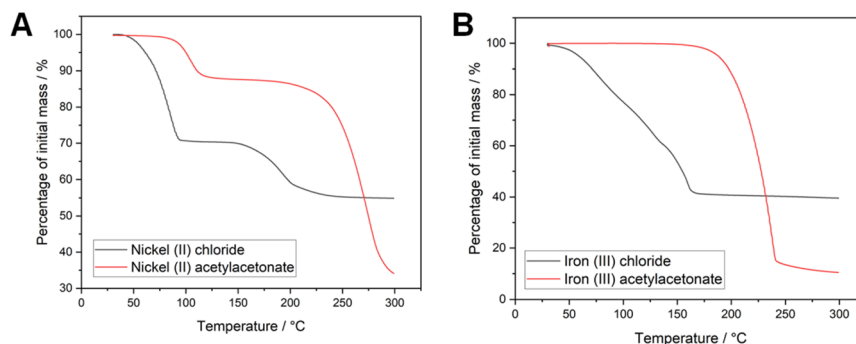 A
Percentage of initial mass / %
100
90
80
70
60
50
40
30
Nickel (II) chloride
Nickel (II) acetylacetonate
0 50 100 150 200 250 300
Temperature / °C
B
Percentage of initial mass / %
120
100
80
60
40
20
0
Iron (III) chloride
Iron (III) acetylacetonate
0 50 100 150 200 250 300
Temperature / °C